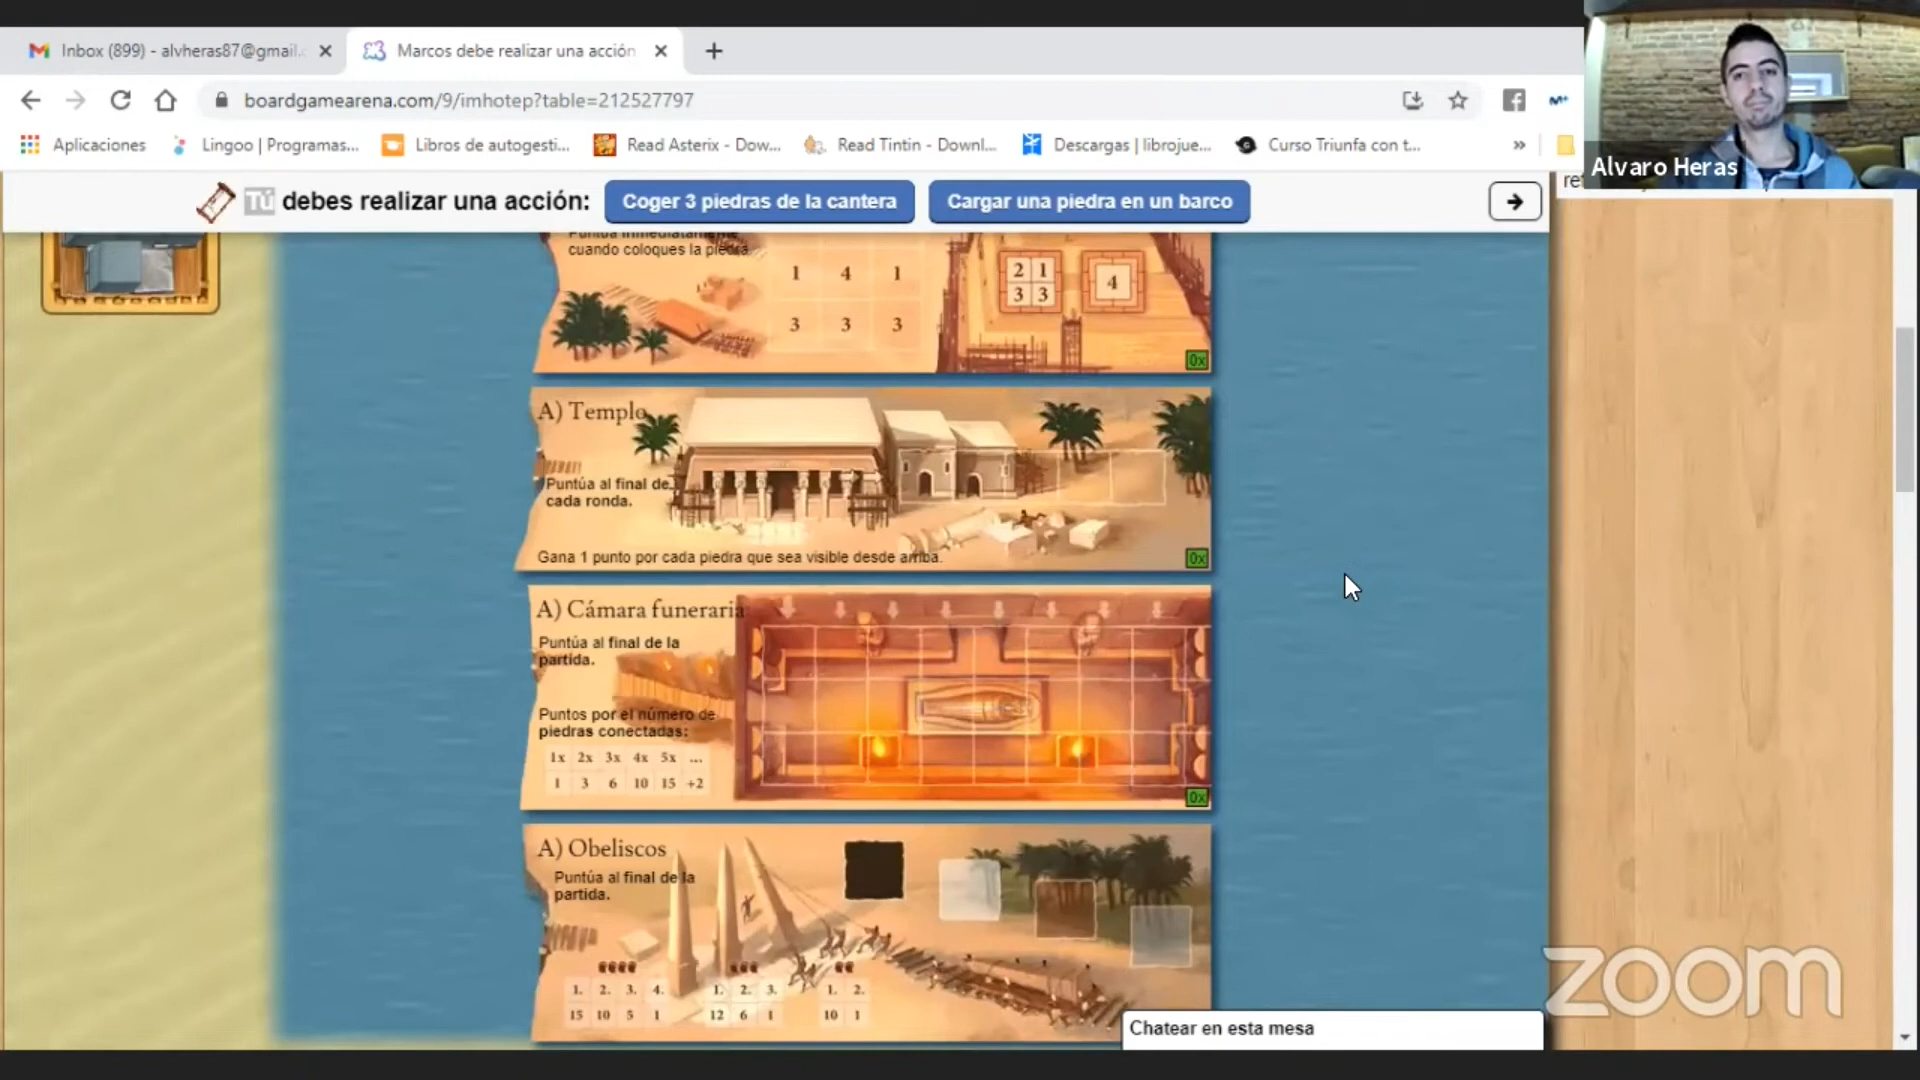 Inbox (899) - alvheras87@gmail.c
Marcos debe realizar una acción
boardgamearena.com/9/imhotep?table=212527797
Aplicaciones
Lingoo | Programas...
Libros de autogesti...
Read Asterix - Dow...
Read Tintin - Downl...
Descargas | librojue...
Curso Triunfa con t...
»
Alvaro Heras
Tú debes realizar una acción:
Coger 3 piedras de la cantera
Cargar una piedra en un barco
Puntúa inmediatamente
cuando coloques la piedra.
1 4 1
3 3 3
2 1
3 3
4
0x
A) Templo
Puntúa al final de
cada ronda.
Gana 1 punto por cada piedra que sea visible desde arriba.
0x
A) Cámara funeraria
Puntúa al final de la
partida.
Puntos por el número de
piedras conectadas:
1x 2x 3x 4x 5x ...
1 3 6 10 15 +2
0x
A) Obeliscos
Puntúa al final de la
partida.
1. 2. 3. 4.
15 10 5 1
1. 2. 3.
12 6 1
1. 2.
10 1
Chatear en esta mesa
zoom